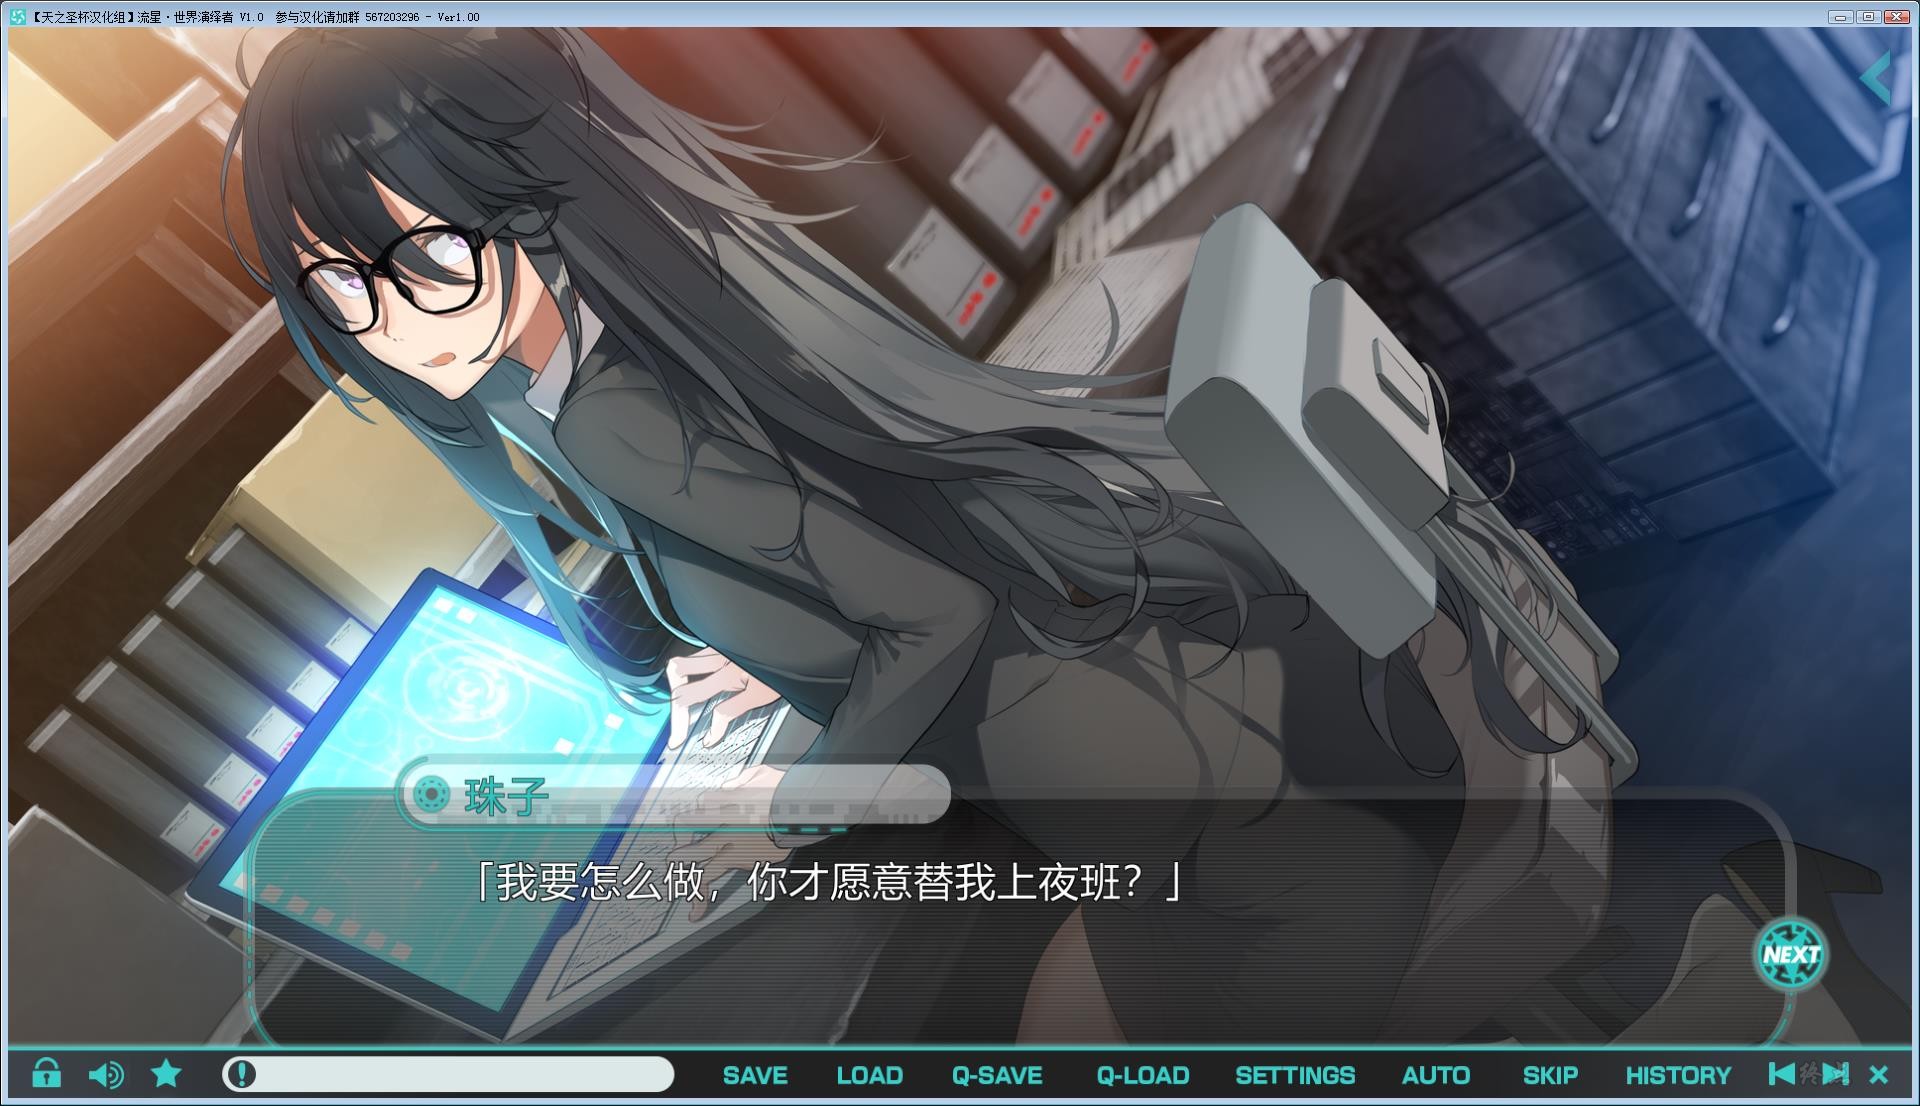 【天之圣杯汉化组】流星·世界演绎者 V1.0 参与汉化请加群 567203296 - Ver1.00
珠子
「我要怎么做，你才愿意替我上夜班？」
NEXT
SAVE LOAD Q-SAVE Q-LOAD SETTINGS AUTO SKIP HISTORY